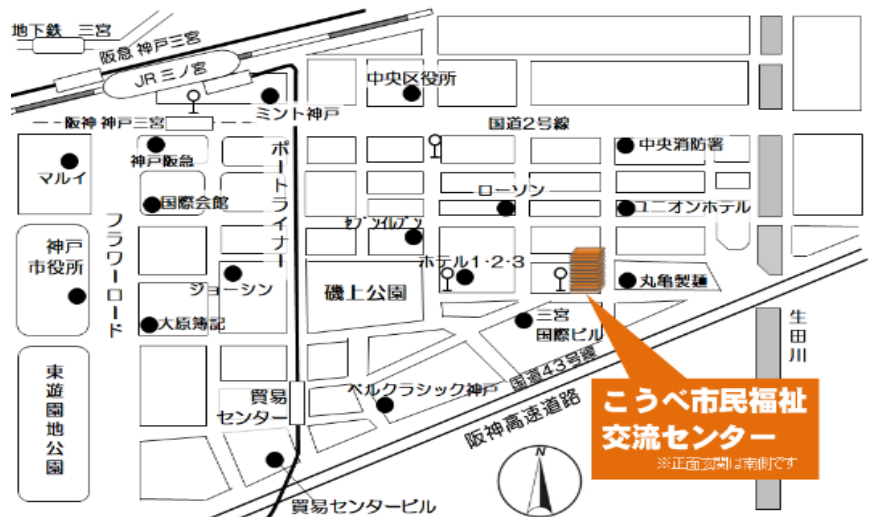 地下鉄 三宮
阪急 神戸三宮
JR 三ノ宮
中央区役所
ミント神戸
阪神 神戸三宮
国道2号線
神戸阪急
中央消防署
マルイ
ポートライナー
ローソン
国際会館
ユニオンホテル
フラワーロード
セブンイレブン
神戸
市役所
ホテル1・2・3
ジョーシン
磯上公園
丸亀製麺
大原簿記
三宮
国際ビル
生田川
国道43号線
東遊園地公園
貿易
センター
ベルクラシック神戸
阪神高速道路
こうべ市民福祉
交流センター
※正面玄関は南側です
N
貿易センタービル